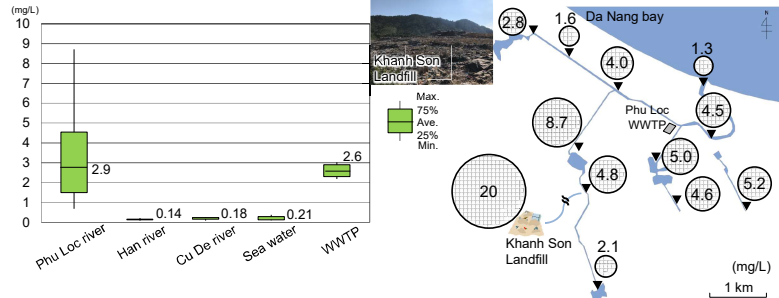 (mg/L)
10
9
8
7
6
5
4
3
2
1
0
2.9
0.14
0.18
0.21
2.6
Phu Loc river
Han river
Cu De river
Sea water
WWTP
Khanh Son
Landfill
Max.
75%
Ave.
25%
Min.
Da Nang bay
N
2.8
1.6
4.0
1.3
8.7
Phu Loc
WWTP
4.5
5.0
4.8
4.6
5.2
20
Khanh Son
Landfill
2.1
(mg/L)
1 km